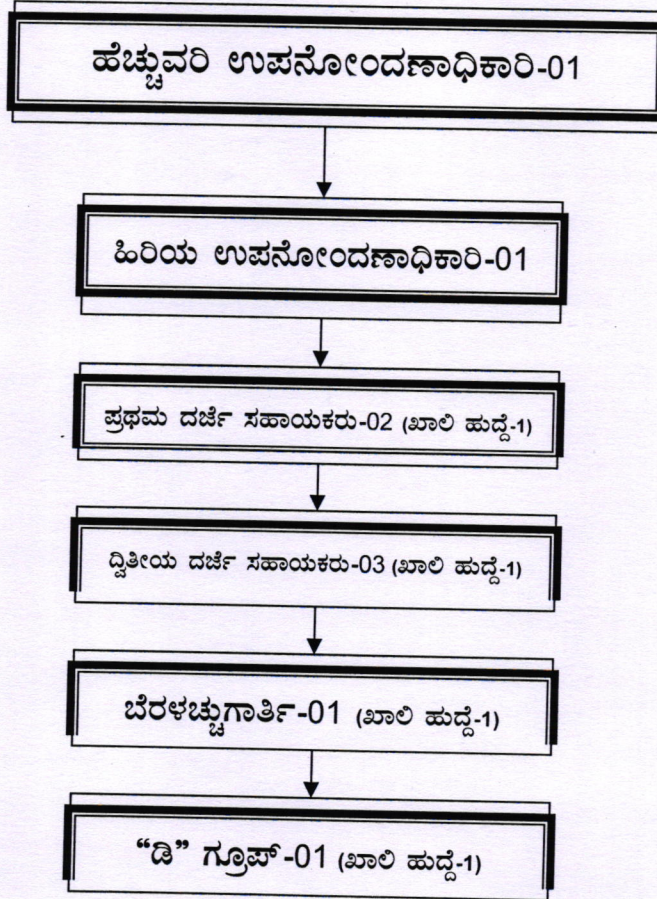 ಹೆಚ್ಚುವರಿ ಉಪನೋಂದಣಾಧಿಕಾರಿ-01
ಹಿರಿಯ ಉಪನೋಂದಣಾಧಿಕಾರಿ-01
ಪ್ರಥಮ ದರ್ಜೆ ಸಹಾಯಕರು-02 (ಖಾಲಿ ಹುದ್ದೆ-1)
ದ್ವಿತೀಯ ದರ್ಜೆ ಸಹಾಯಕರು-03 (ಖಾಲಿ ಹುದ್ದೆ-1)
ಬೆರಳಚ್ಚುಗಾರ್ತಿ-01 (ಖಾಲಿ ಹುದ್ದೆ-1)
“ಡಿ” ಗ್ರೂಪ್-01 (ಖಾಲಿ ಹುದ್ದೆ-1)